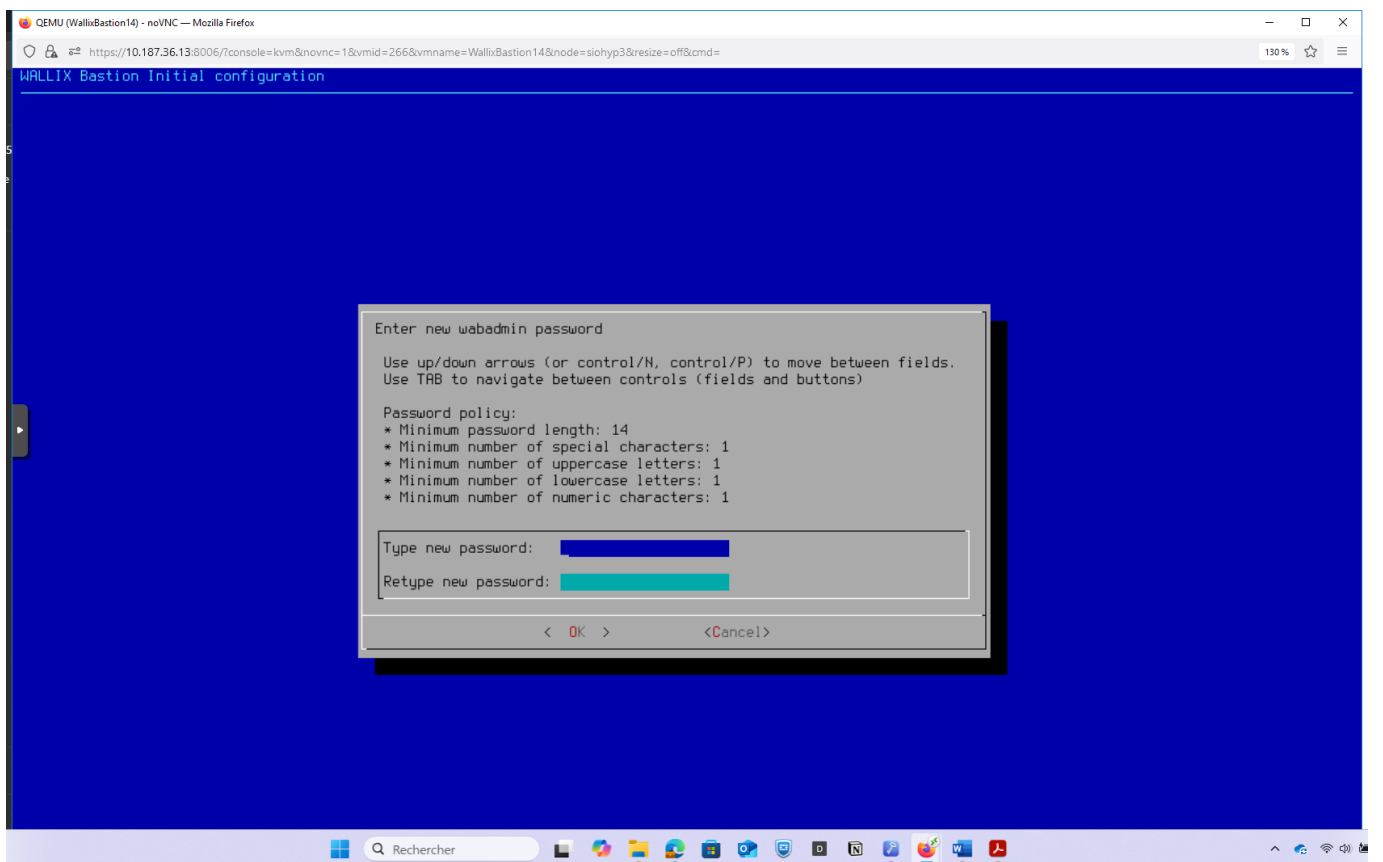 QEMU (WallixBastion14) - noVNC — Mozilla Firefox
https://10.187.36.13:8006/?console=kvm&novnc=1&vmid=266&vmname=WallixBastion14&node=siohyp3&resize=off&cmd=
130 %
WALLIX Bastion Initial configuration
5
e
Enter new wabadmin password
Use up/down arrows (or control/N, control/P) to move between fields.
Use TAB to navigate between controls (fields and buttons)
Password policy:
* Minimum password length: 14
* Minimum number of special characters: 1
* Minimum number of uppercase letters: 1
* Minimum number of lowercase letters: 1
* Minimum number of numeric characters: 1
Type new password:
Retype new password:
< OK > <Cancel>
Rechercher